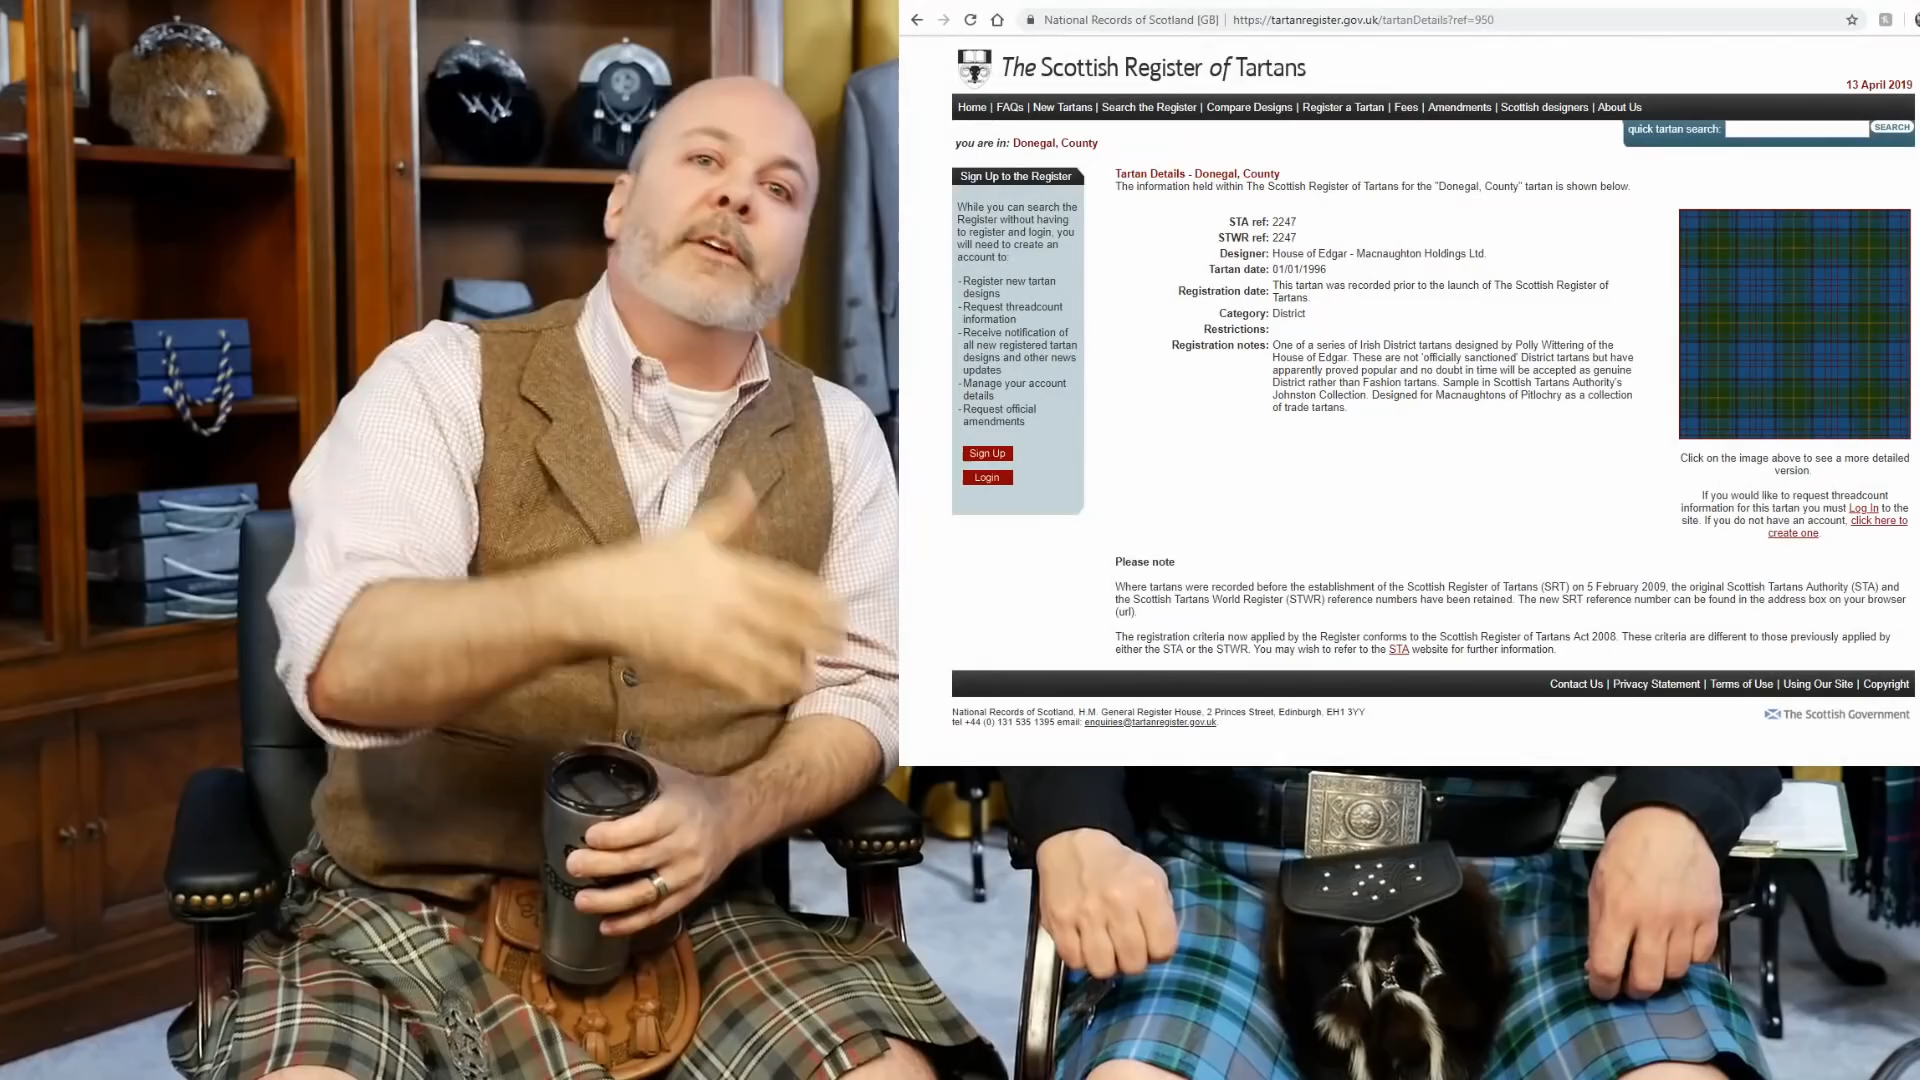 National Records of Scotland [GB] | https://tartanregister.gov.uk/tartanDetails?ref=950
The Scottish Register of Tartans
13 April 2019
Home | FAQs | New Tartans | Search the Register | Compare Designs | Register a Tartan | Fees | Amendments | Scottish designers | About Us
quick tartan search: SEARCH
you are in: Donegal, County
Sign Up to the Register
While you can search the
Register without having
to register and login, you
will need to create an
account to:
- Register new tartan
designs
- Request threadcount
information
- Receive notification of
all new registered tartan
designs and other news
updates
- Manage your account
details
- Request official
amendments
Sign Up
Login
Tartan Details - Donegal, County
The information held within The Scottish Register of Tartans for the "Donegal, County" tartan is shown below.
STA ref: 2247
STWR ref: 2247
Designer: House of Edgar - Macnaughton Holdings Ltd.
Tartan date: 01/01/1996
Registration date: This tartan was recorded prior to the launch of The Scottish Register of
Tartans.
Category: District
Restrictions:
Registration notes: One of a series of Irish District tartans designed by Polly Wittering of the
House of Edgar. These are not 'officially sanctioned' District tartans but have
apparently proved popular and no doubt in time will be accepted as genuine
District rather than Fashion tartans. Sample in Scottish Tartans Authority's
Johnston Collection. Designed for Macnaughtons of Pitlochry as a collection
of trade tartans.
Click on the image above to see a more detailed
version.
If you would like to request threadcount
information for this tartan you must Log In to the
site. If you do not have an account, click here to
create one.
Please note
Where tartans were recorded before the establishment of the Scottish Register of Tartans (SRT) on 5 February 2009, the original Scottish Tartans Authority (STA) and
the Scottish Tartans World Register (STWR) reference numbers have been retained. The new SRT reference number can be found in the address box on your browser
(url).
The registration criteria now applied by the Register conforms to the Scottish Register of Tartans Act 2008. These criteria are different to those previously applied by
either the STA or the STWR. You may wish to refer to the STA website for further information.
Contact Us | Privacy Statement | Terms of Use | Using Our Site | Copyright
National Records of Scotland, H.M. General Register House, 2 Princes Street, Edinburgh, EH1 3YY
tel +44 (0) 131 535 1395 email: enquiries@tartanregister.gov.uk.
The Scottish Government